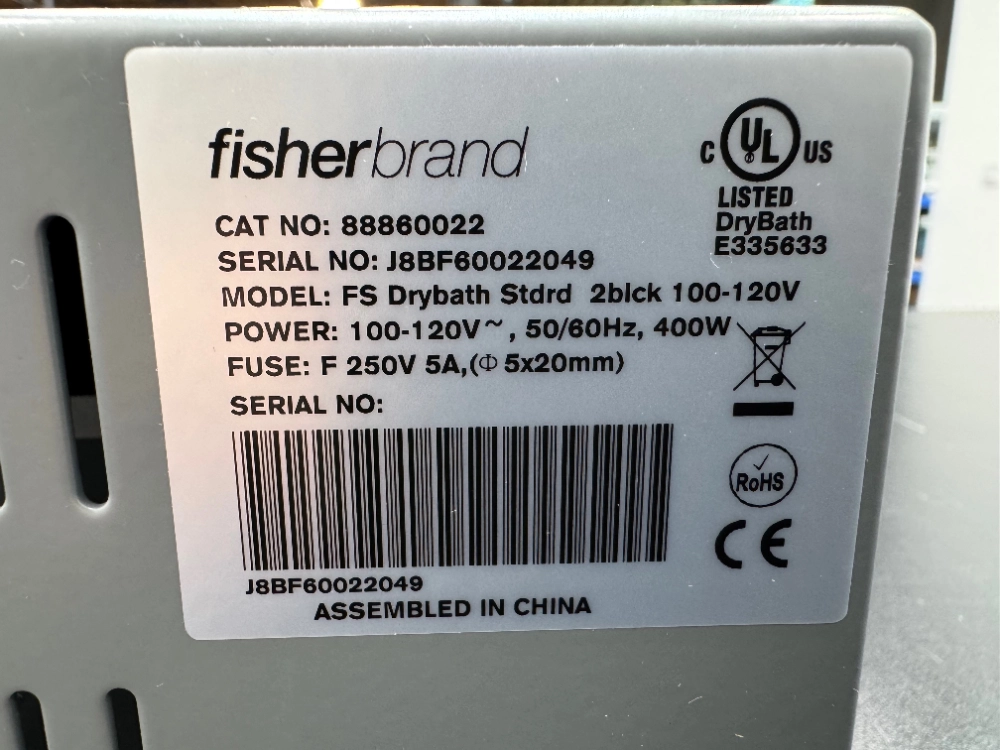 fisherbrand
CAT NO: 88860022
SERIAL NO: J8BF60022049
MODEL: FS Drybath Stdrd 2blck 100-120V
POWER: 100-120V~, 50/60Hz, 400W
FUSE: F 250V 5A,(Φ 5x20mm)
SERIAL NO:
J8BF60022049
ASSEMBLED IN CHINA
C UL US
LISTED
DryBath
E335633
RoHS
CE